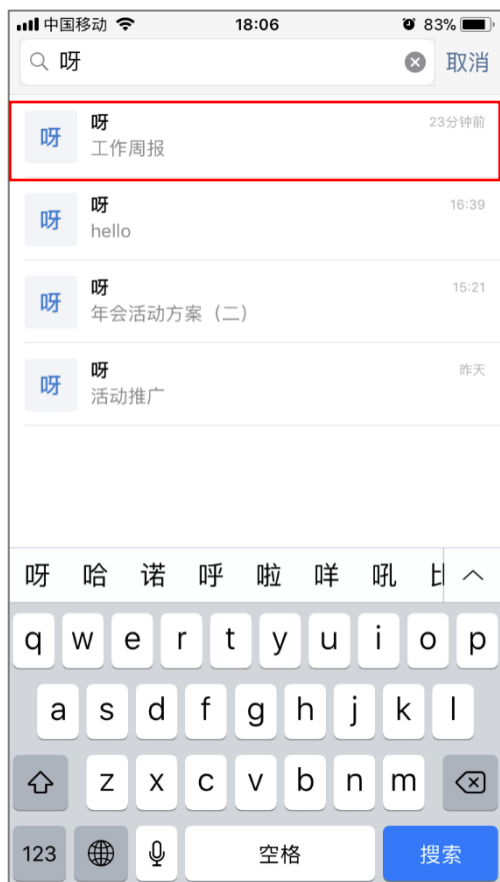 中国移动 18:06 83%
呀 取消
呀 呀 23分钟前
工作周报
呀 呀 16:39
hello
呀 呀 15:21
年会活动方案（二）
呀 呀 昨天
活动推广
呀 哈 诺 呼 啦 咩 吼
q w e r t y u i o p
a s d f g h j k l
z x c v b n m
123 空格 搜索